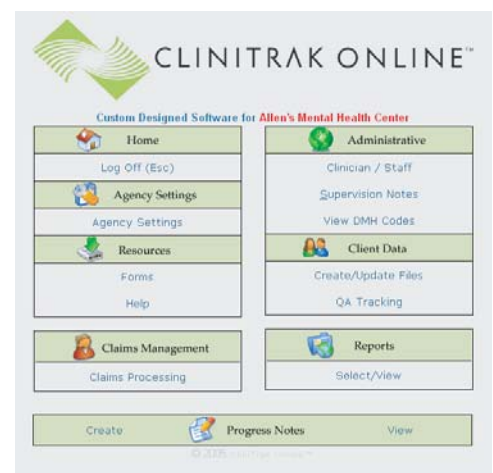 CLINITRAK ONLINE™
Custom Designed Software for Allen's Mental Health Center
Home
Log Off (Esc)
Agency Settings
Agency Settings
Resources
Forms
Help
Claims Management
Claims Processing
Administrative
Clinician / Staff
Supervision Notes
View DMH Codes
Client Data
Create/Update Files
QA Tracking
Reports
Select/View
Create Progress Notes View
© 2005